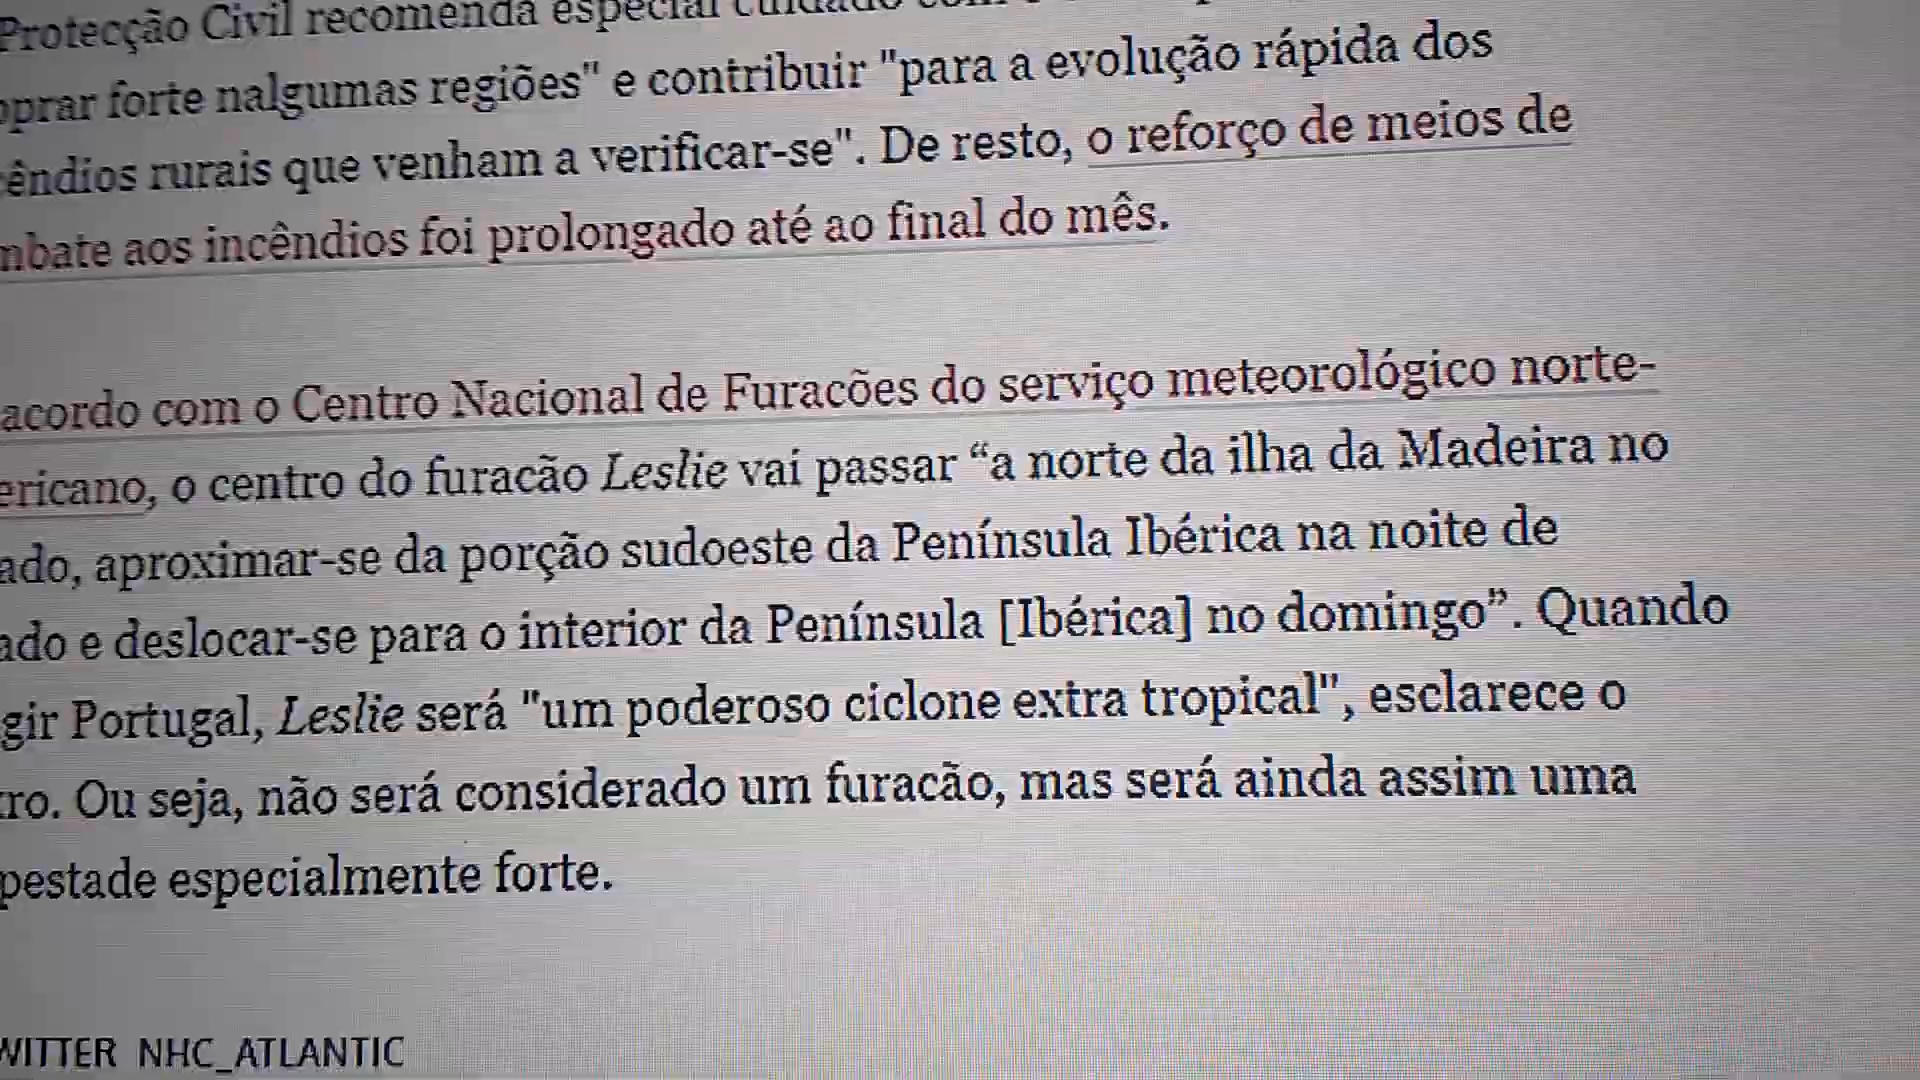 Protecção Civil recomenda especial cuidado
oprar forte nalgumas regiões" e contribuir "para a evolução rápida dos
êndios rurais que venham a verificar-se". De resto, o reforço de meios de
mbate aos incêndios foi prolongado até ao final do mês.
acordo com o Centro Nacional de Furacões do serviço meteorológico norte-
ericano, o centro do furacão Leslie vai passar “a norte da ilha da Madeira no
ado, aproximar-se da porção sudoeste da Península Ibérica na noite de
ado e deslocar-se para o interior da Península [Ibérica] no domingo”. Quando
gir Portugal, Leslie será "um poderoso ciclone extra tropical", esclarece o
tro. Ou seja, não será considerado um furacão, mas será ainda assim uma
pestade especialmente forte.
WITTER NHC_ATLANTIC